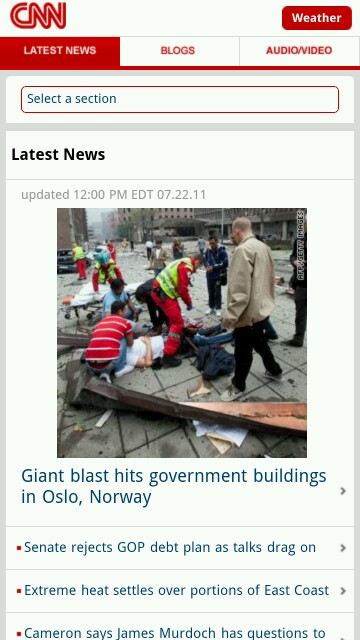 CNN
Weather
LATEST NEWS
BLOGS
AUDIO/VIDEO
Select a section
Latest News
updated 12:00 PM EDT 07.22.11
AFP/GETTY IMAGES
Giant blast hits government buildings
in Oslo, Norway
Senate rejects GOP debt plan as talks drag on
Extreme heat settles over portions of East Coast
Cameron says James Murdoch has questions to